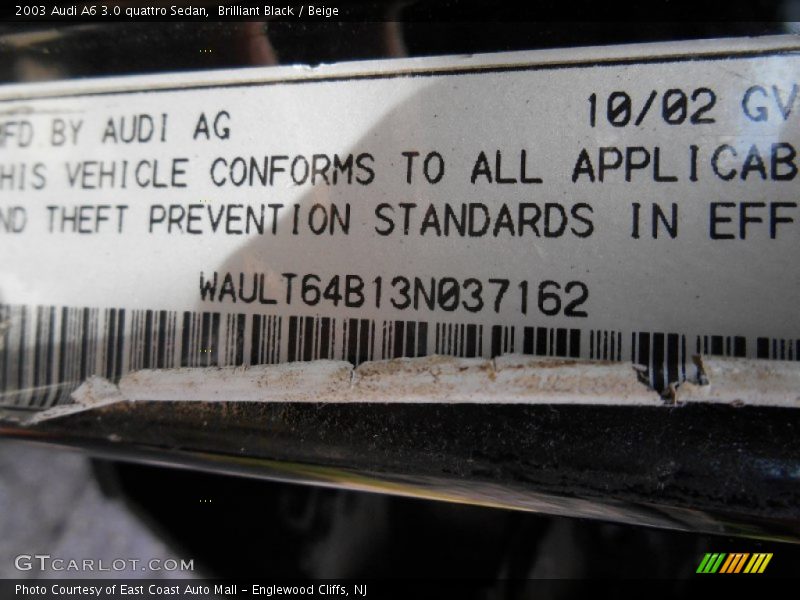 2003 Audi A6 3.0 quattro Sedan,  Brilliant Black / Beige
MFD BY AUDI AG 10/02 GV
THIS VEHICLE CONFORMS TO ALL APPLICAB
ND THEFT PREVENTION STANDARDS IN EFF
WAULT64B13N037162
GTCARLOT.COM
Photo Courtesy of East Coast Auto Mall – Englewood Cliffs, NJ